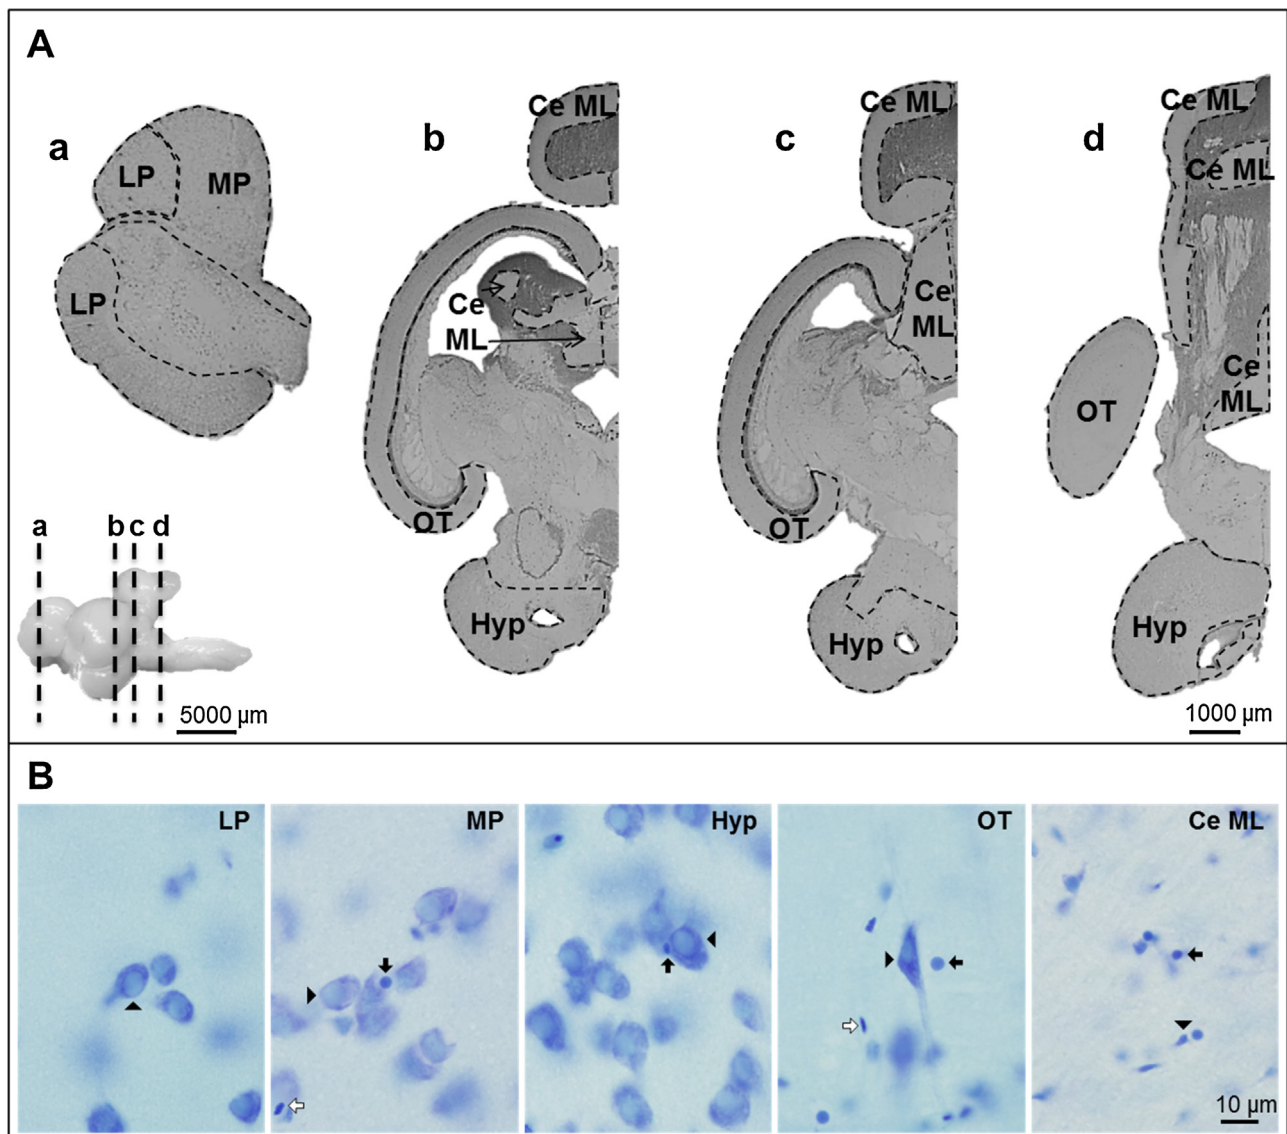 A
a
LP
MP
LP
b
Ce ML
Ce
ML
OT
Hyp
c
Ce ML
Ce
ML
OT
Hyp
d
Ce ML
Ce ML
Ce
ML
OT
Hyp
a b c d
5000 µm
1000 µm
B
LP
MP
Hyp
OT
Ce ML
10 µm